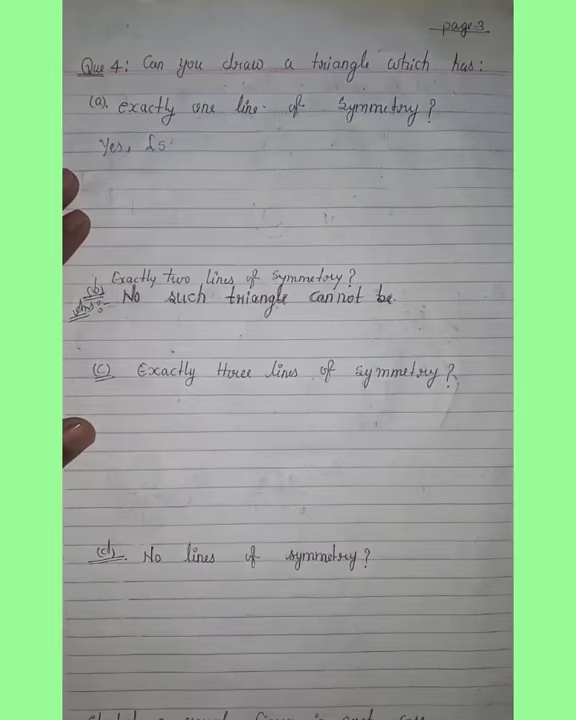 page-3
Que 4: Can you draw a triangle which has:
(a). exactly one line of symmetry?
Yes, Is
(b) Exactly two lines of symmetry?
Ans:- No such triangle cannot be.
(c) Exactly three lines of symmetry?
(d). No lines of symmetry?